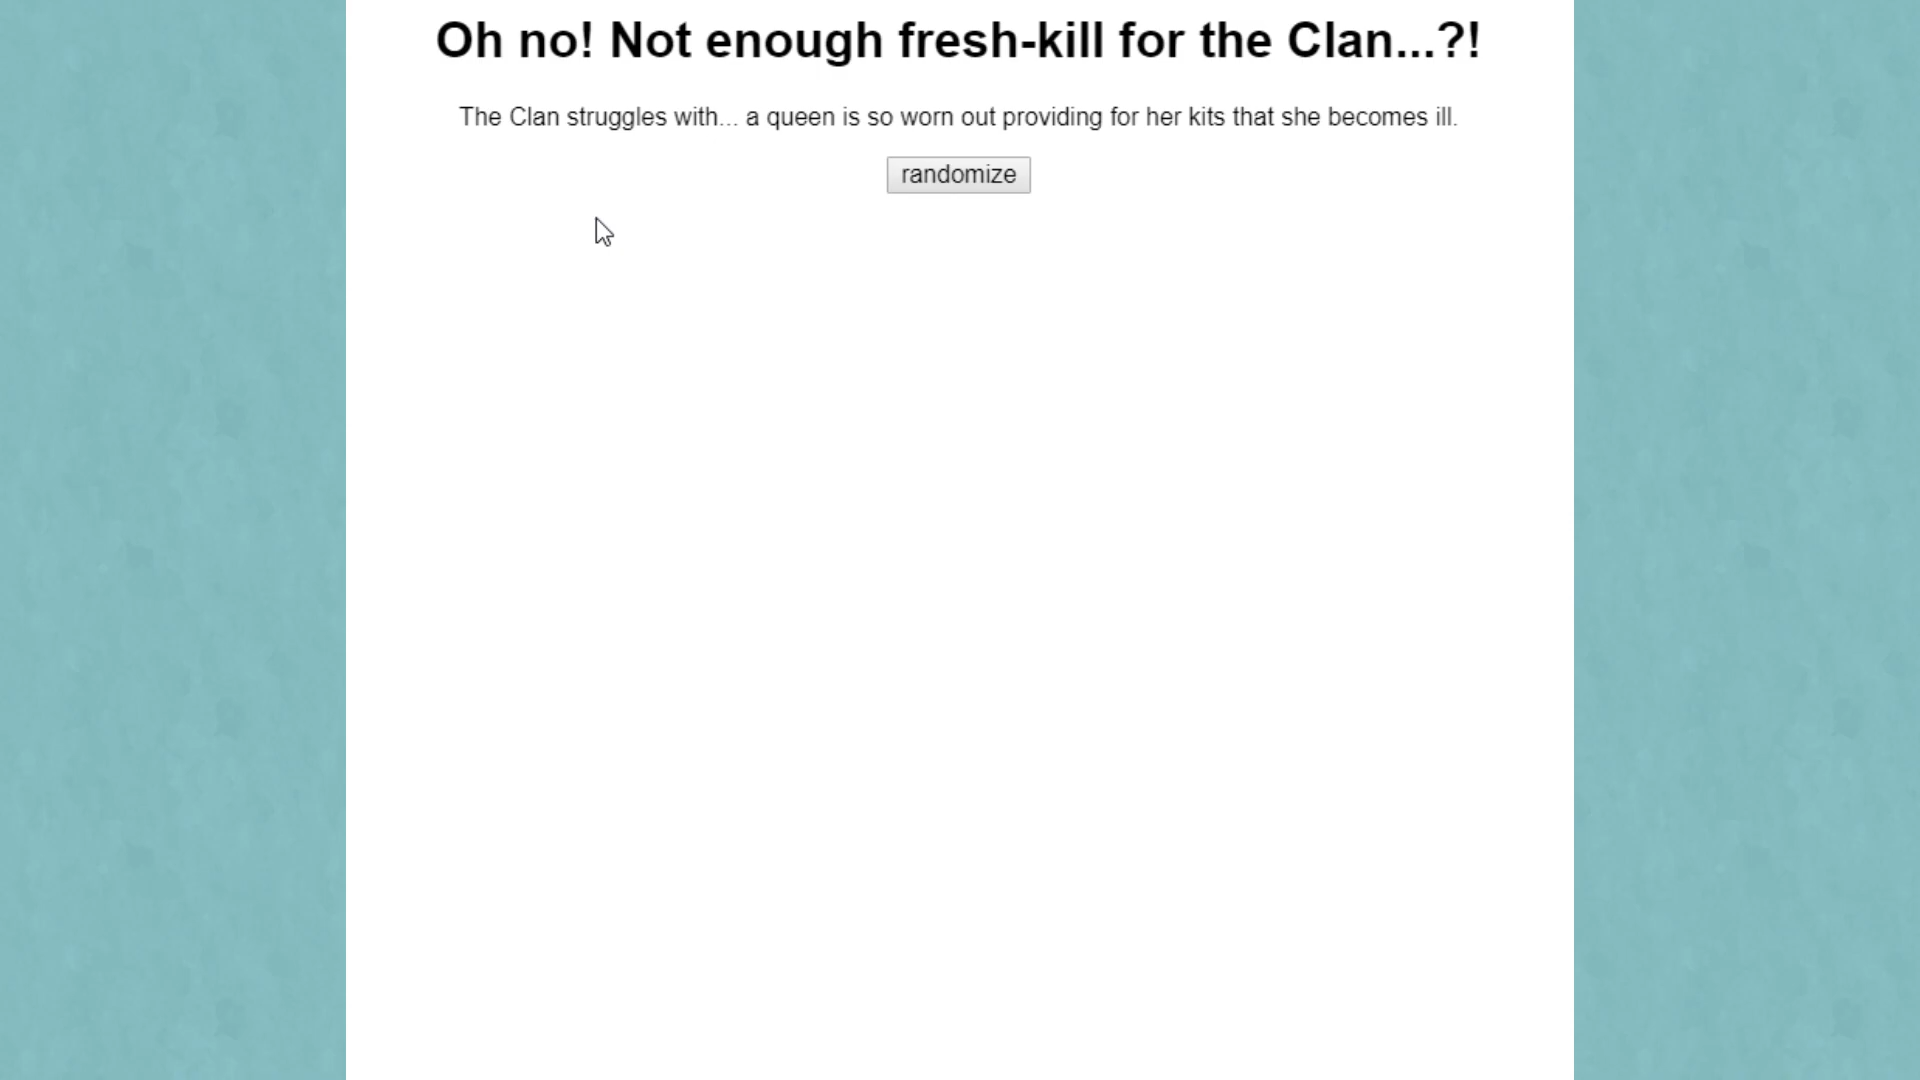 Oh no! Not enough fresh-kill for the Clan...?!
The Clan struggles with... a queen is so worn out providing for her kits that she becomes ill.
randomize